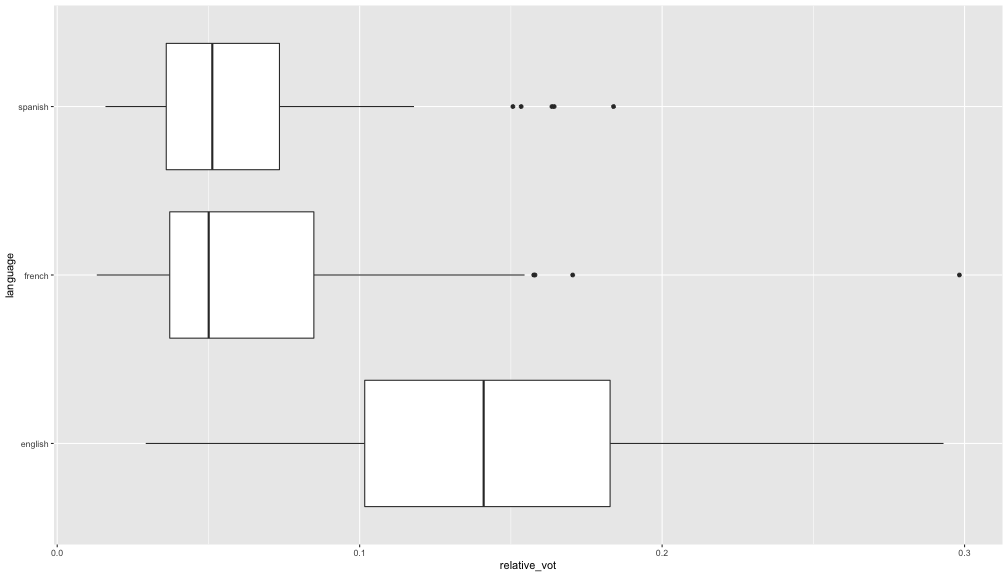 spanish
french
english
language
0.0 0.1 0.2 0.3
relative_vot